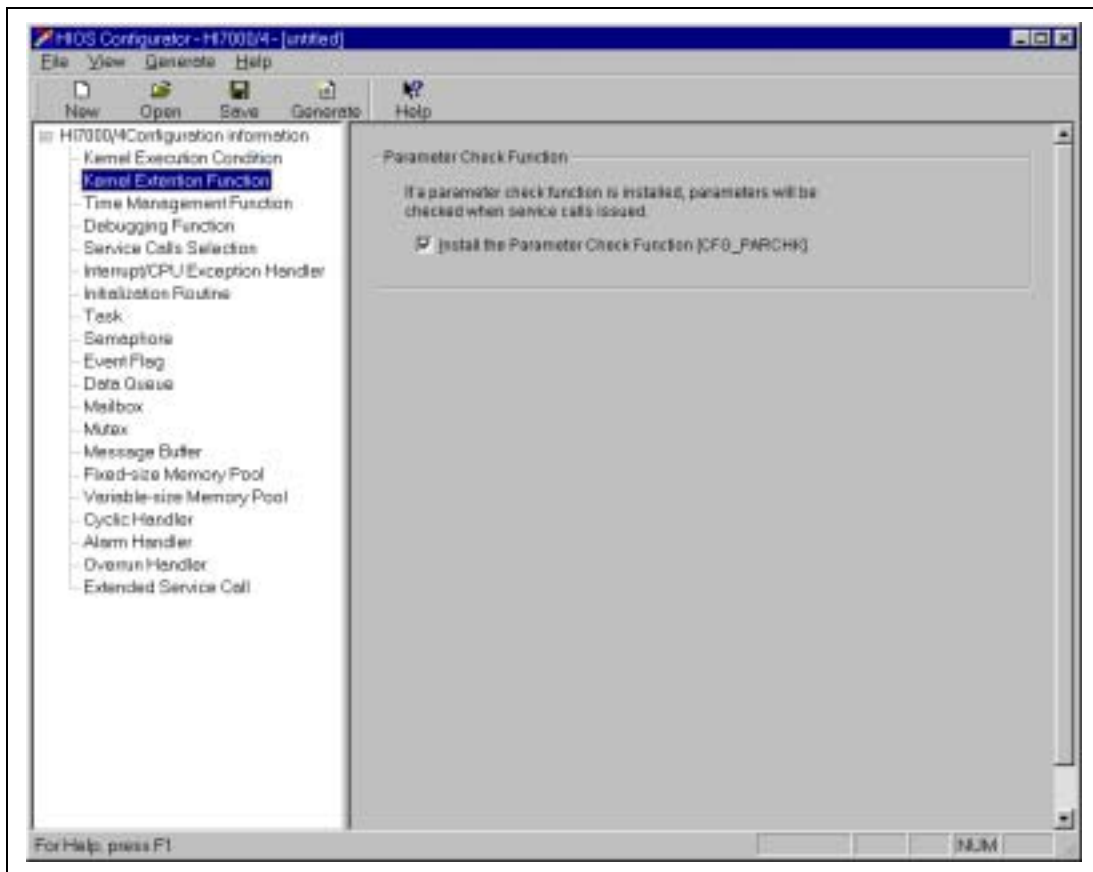 HIOS Configurator - HI7000/4 - [untitled]
File View Generate Help
New Open Save Generate Help
HI7000/4Configuration information
Kernel Execution Condition
Kernel Extention Function
Time Management Function
Debugging Function
Service Calls Selection
Interrupt/CPU Exception Handler
Initialization Routine
Task
Semaphore
Event Flag
Data Queue
Mailbox
Mutex
Message Buffer
Fixed-size Memory Pool
Variable-size Memory Pool
Cyclic Handler
Alarm Handler
Overrun Handler
Extended Service Call
Parameter Check Function
If a parameter check function is installed, parameters will be
checked when service calls issued.
Install the Parameter Check Function [CFG_PARCHK]
For Help, press F1
NUM